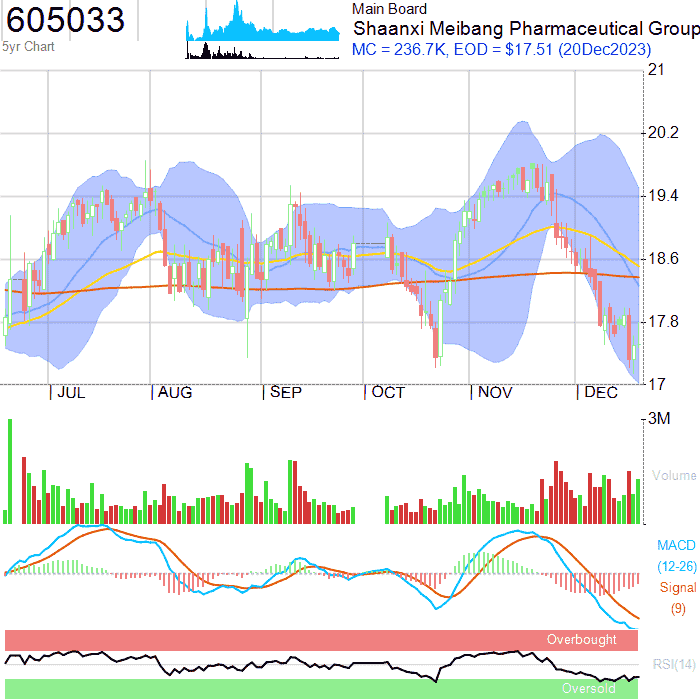 605033
5yr Chart
Main Board
Shaanxi Meibang Pharmaceutical Group
MC = 236.7K, EOD = $17.51 (20Dec2023)
21
20.2
19.4
18.6
17.8
17
JUL AUG SEP OCT NOV DEC
3M
Volume
MACD
(12-26)
Signal
(9)
Overbought
RSI(14)
Oversold